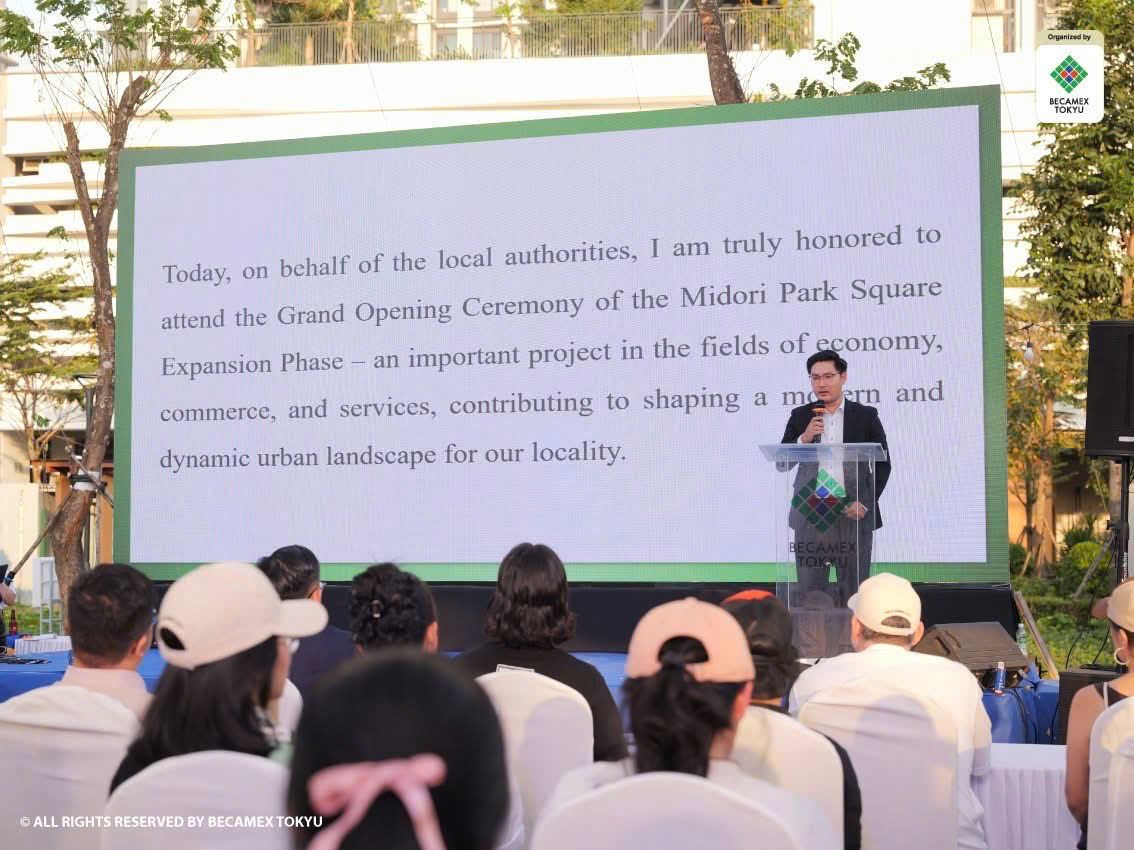 Organized by
BECAMEX
TOKYU
Today, on behalf of the local authorities, I am truly honored to
attend the Grand Opening Ceremony of the Midori Park Square
Expansion Phase – an important project in the fields of economy,
commerce, and services, contributing to shaping a modern and
dynamic urban landscape for our locality.
BECAMEX
TOKYU
© ALL RIGHTS RESERVED BY BECAMEX TOKYU